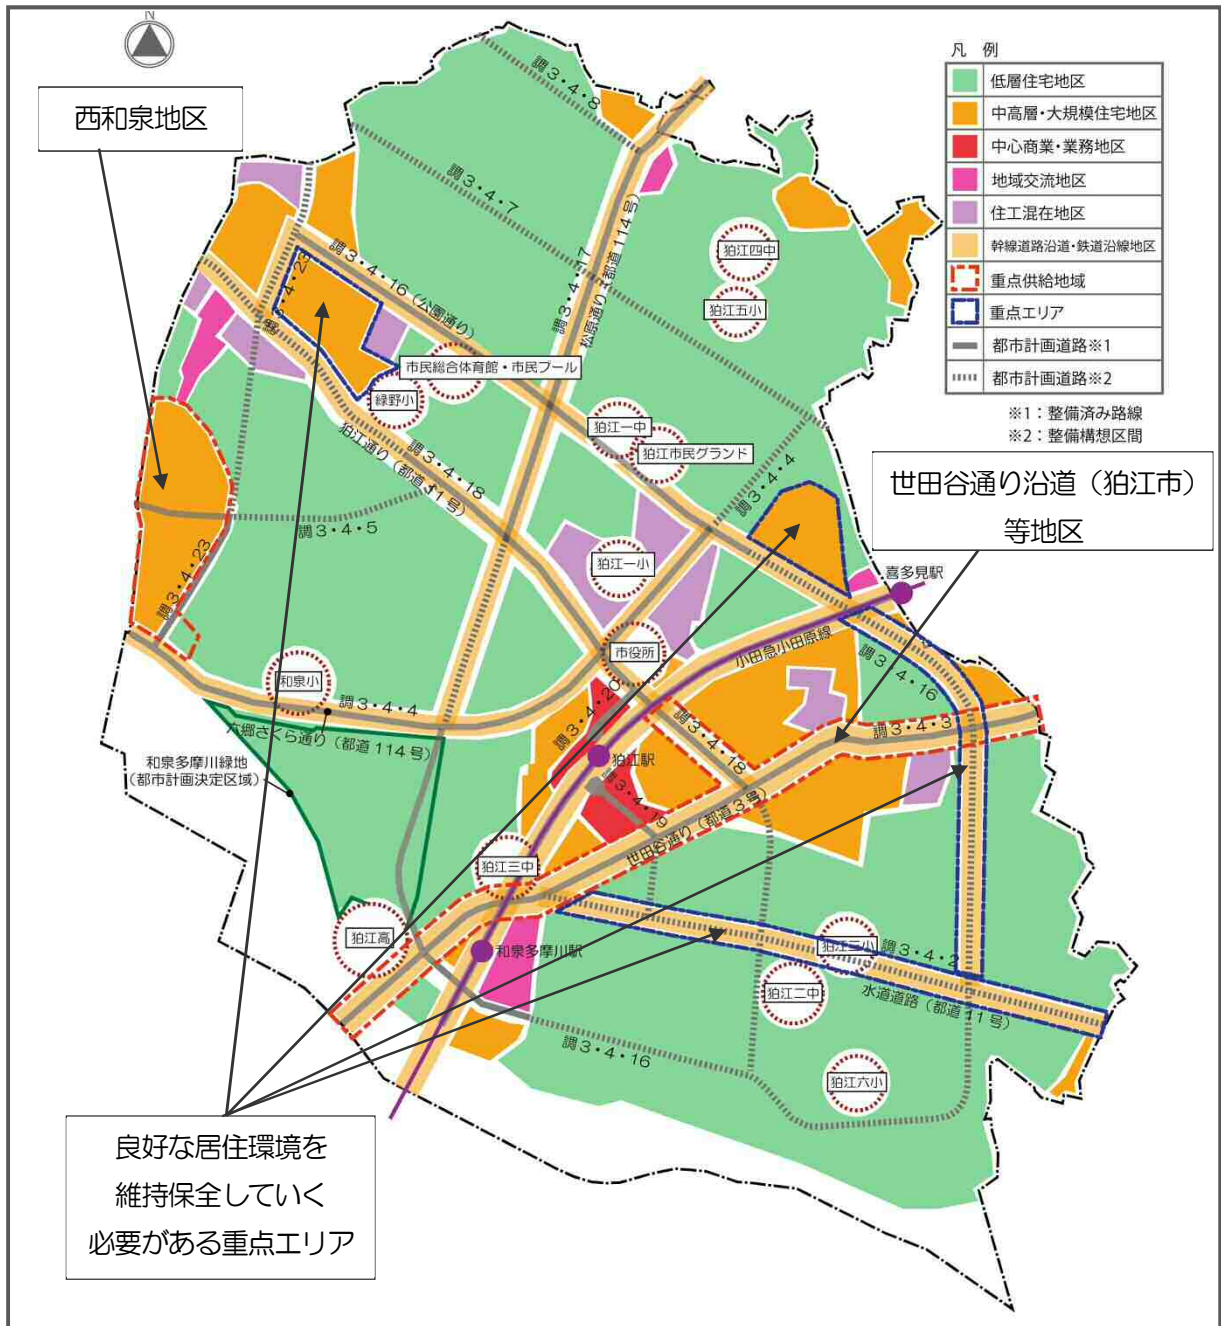 N
西和泉地区
凡　例
低層住宅地区
中高層・大規模住宅地区
中心商業・業務地区
地域交流地区
住工混在地区
幹線道路沿道・鉄道沿線地区
重点供給地域
重点エリア
都市計画道路※1
都市計画道路※2
※1：整備済み路線
※2：整備構想区間
調3・4・8
調3・4・7
調3・4・17
松原通り（都道114号）
調3・4・16（公園通り）
調3・4・23
狛江四中
狛江五小
市民総合体育館・市民プール
緑野小
狛江一中
狛江市民グランド
狛江通り（都道11号）
調3・4・18
調3・4・4
世田谷通り沿道（狛江市）
等地区
調3・4・5
調3・4・23
狛江一小
喜多見駅
市役所
小田急小田原線
調3・4・16
和泉小
調3・4・4
調3・4・20
調3・4・18
調3・4・3
六郷さくら通り（都道114号）
和泉多摩川緑地
（都市計画決定区域）
狛江駅
調3・4・19
世田谷通り（都道3号）
狛江三中
狛江高
和泉多摩川駅
狛江三小
調3・4・2
狛江二中
水道道路（都道11号）
調3・4・16
狛江六小
良好な居住環境を
維持保全していく
必要がある重点エリア